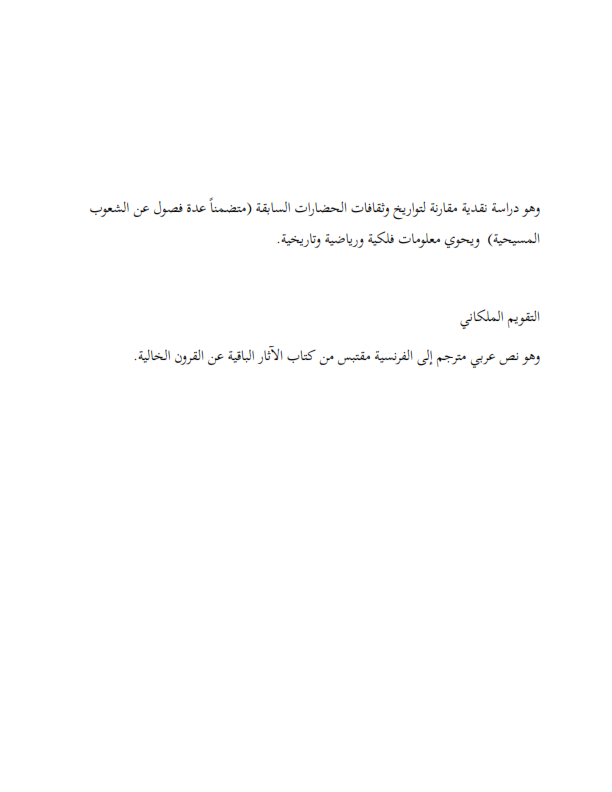 وهو دراسة نقدية مقارنة لتواريخ وثقافات الحضارات السابقة (متضمناً عدة فصول عن الشعوب
المسيحية) ويحوي معلومات فلكية ورياضية وتاريخية.
التقويم الملكاني
وهو نص عربي مترجم إلى الفرنسية مقتبس من كتاب الآثار الباقية عن القرون الخالية.